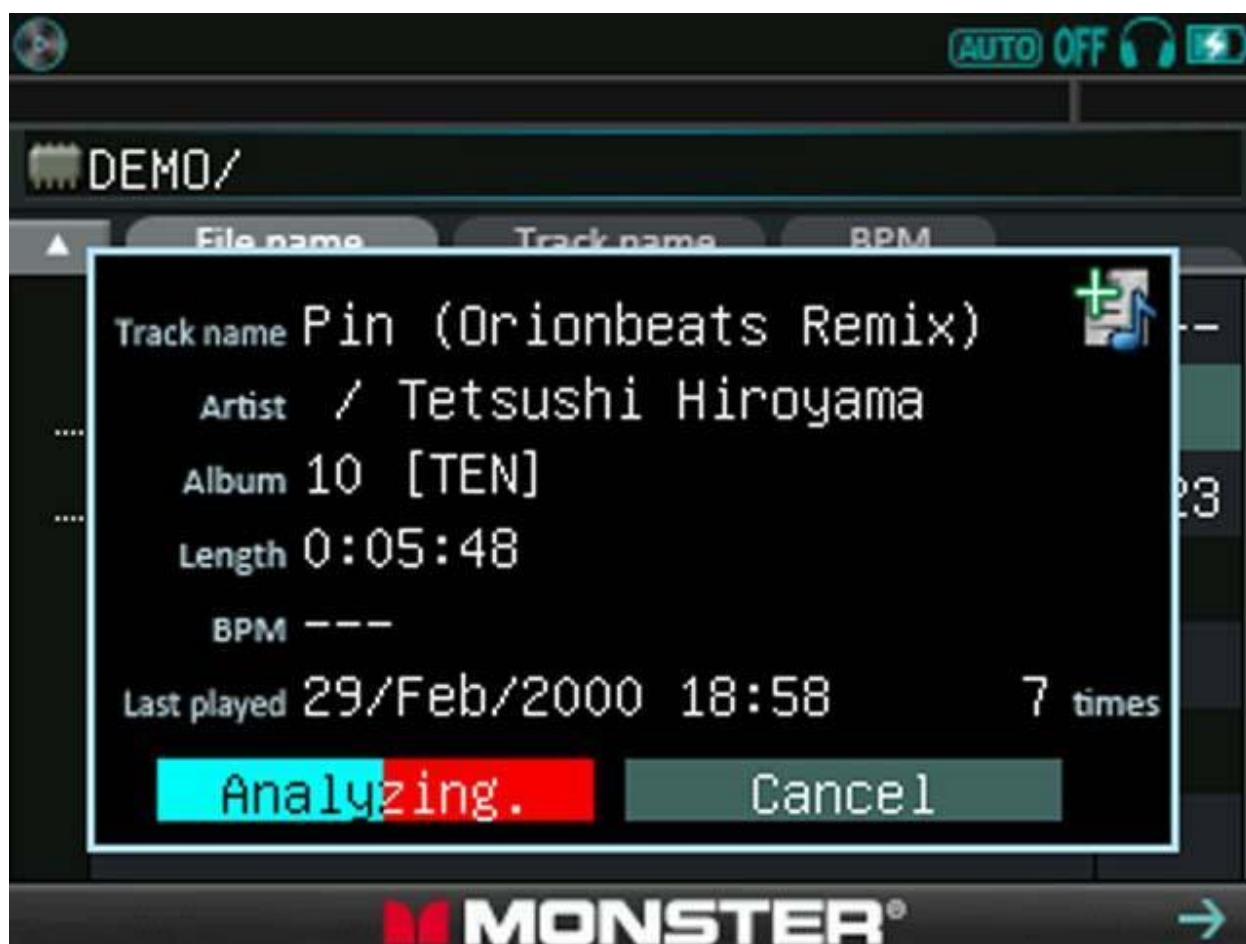 AUTO OFF
DEMO/
File name Track name BPM
Track name Pin (Orionbeats Remix)
--
Artist / Tetsushi Hiroyama
Album 10 [TEN]
23
Length 0:05:48
BPM ---
Last played 29/Feb/2000 18:58 7 times
Analyzing. Cancel
MONSTER®